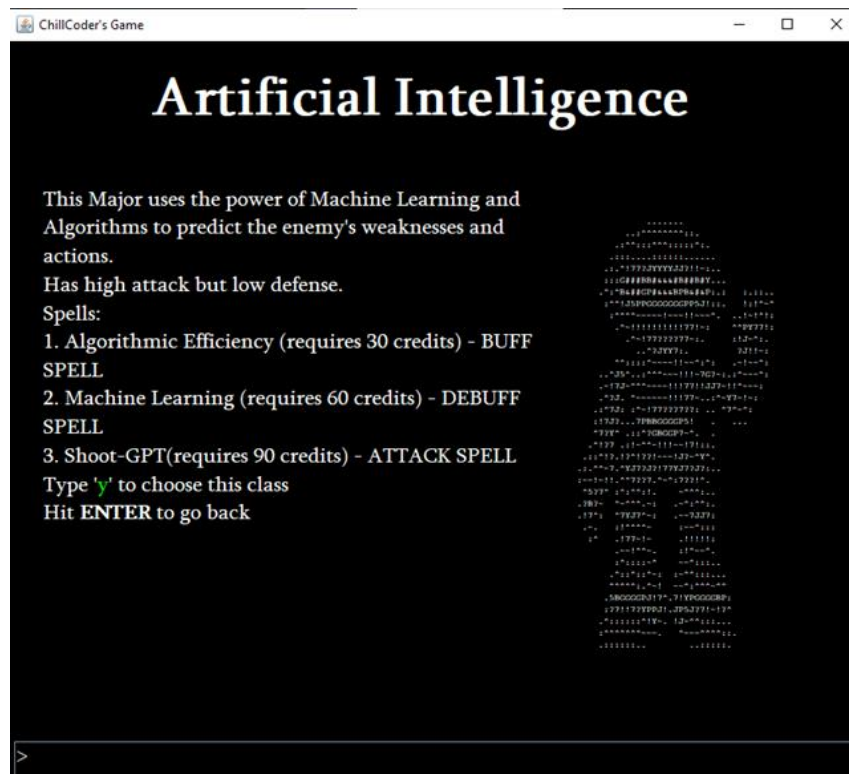 ChillCoder's Game
Artificial Intelligence
This Major uses the power of Machine Learning and
Algorithms to predict the enemy's weaknesses and
actions.
Has high attack but low defense.
Spells:
1. Algorithmic Efficiency (requires 30 credits) - BUFF
SPELL
2. Machine Learning (requires 60 credits) - DEBUFF
SPELL
3. Shoot-GPT(requires 90 credits) - ATTACK SPELL
Type 'y' to choose this class
Hit ENTER to go back
>